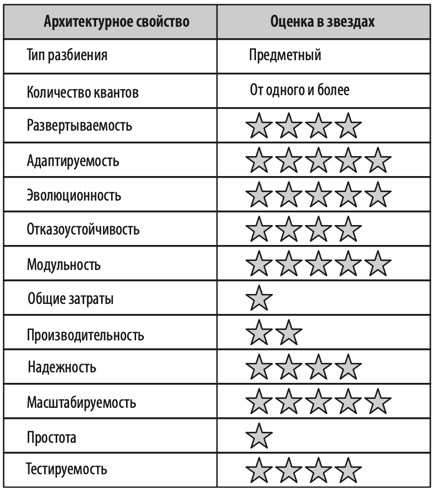 Архитектурное свойство Оценка в звездах
Тип разбиения Предметный
Количество квантов От одного и более
Развертываемость
Адаптируемость
Эволюционность
Отказоустойчивость
Модульность
Общие затраты
Производительность
Надежность
Масштабируемость
Простота
Тестируемость